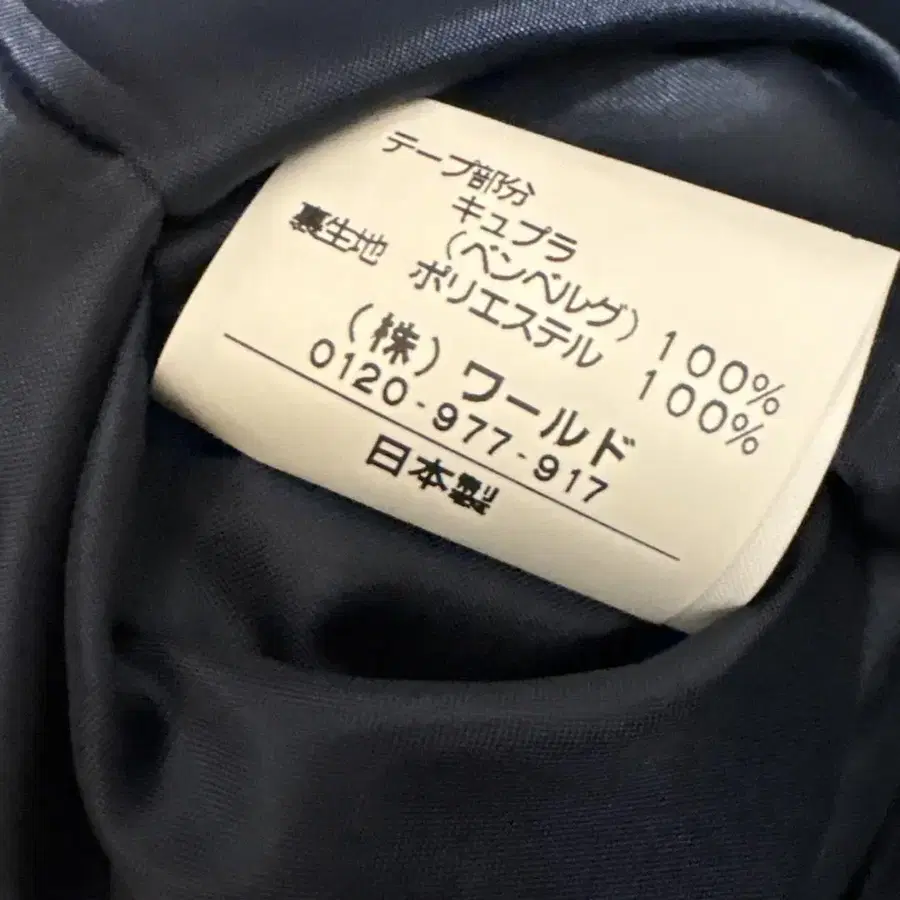 テープ部分
キュプラ
(ベンベルグ) 100%
裏生地 ポリエステル 100%
(株) ワールド
0120-977-917
日本製